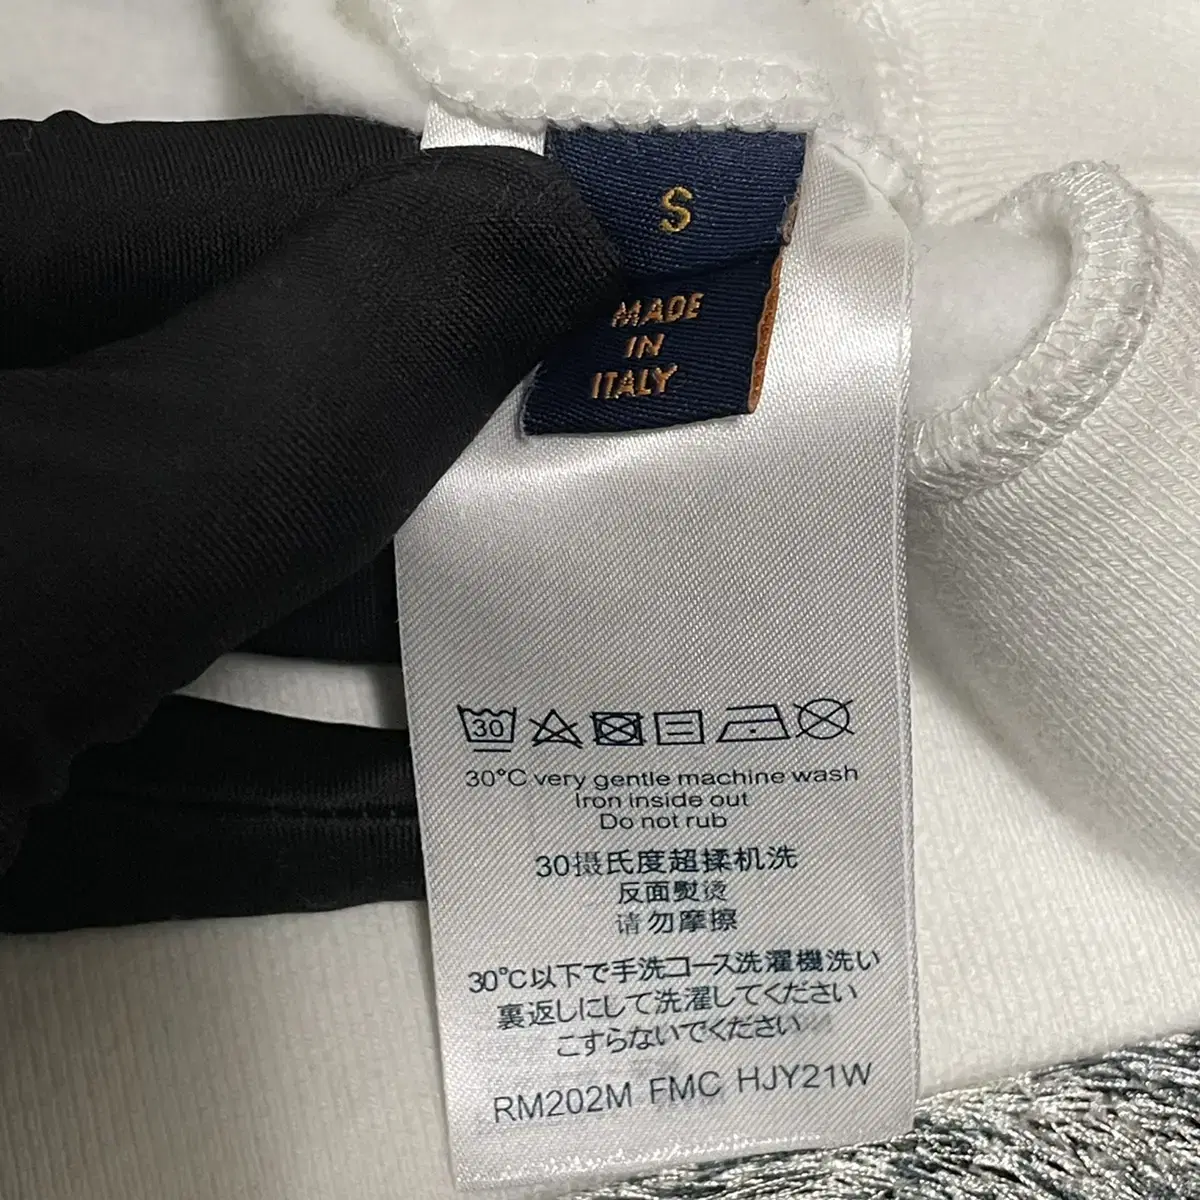 S
MADE
IN
ITALY
30
30°C very gentle machine wash
Iron inside out
Do not rub
30摄氏度超揉机洗
反面熨烫
请勿摩擦
30℃以下で手洗コース洗濯機洗い
裏返しにして洗濯してください
こすらないでください
RM202M FMC HJY21W